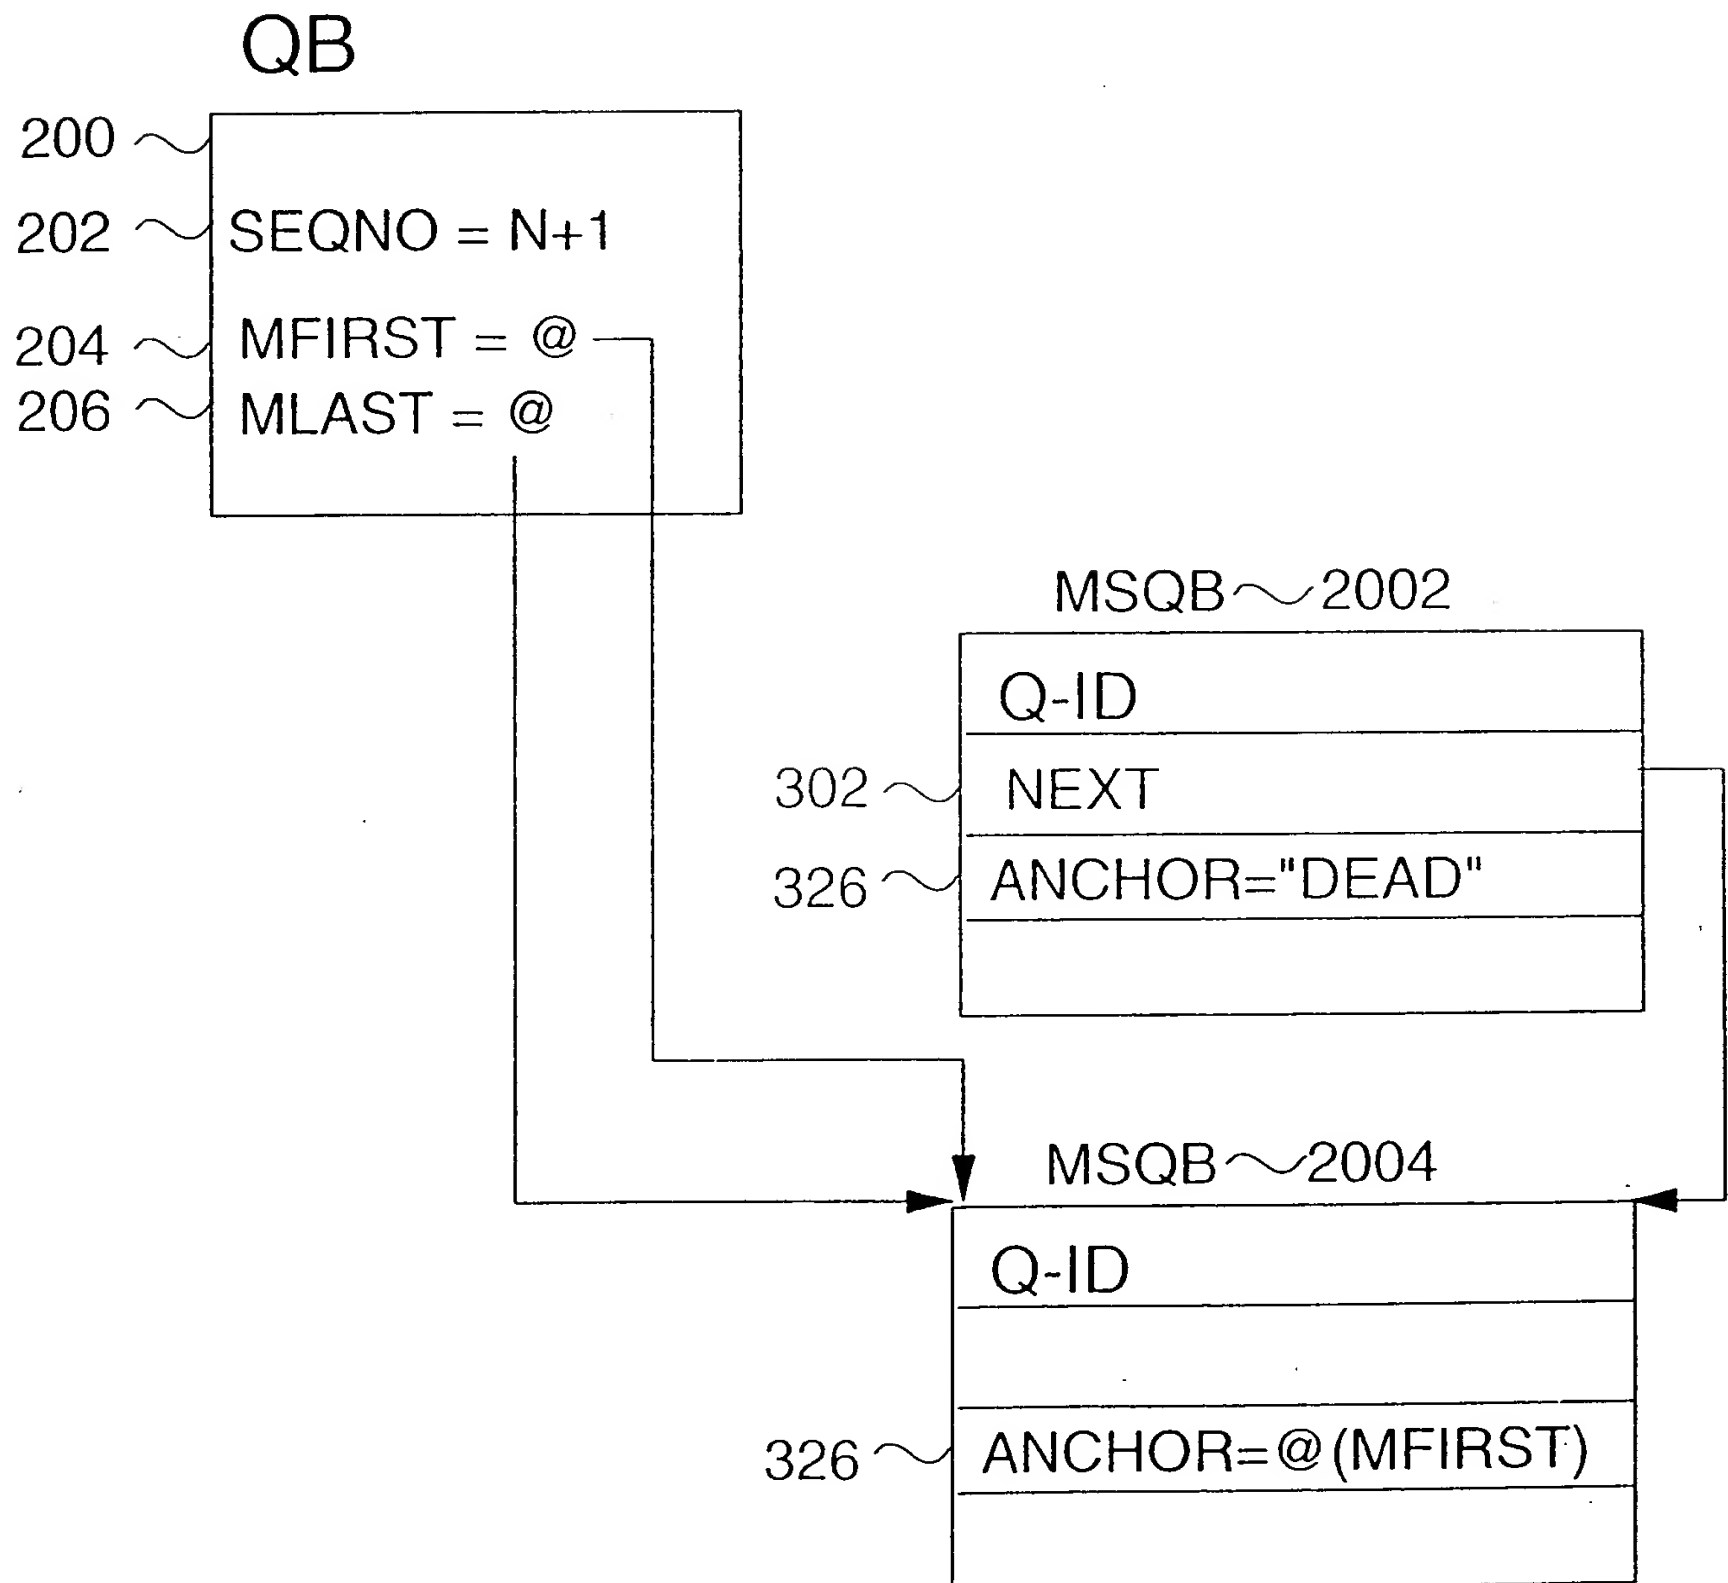 QB
200
202 SEQNO = N+1
204 MFIRST = @
206 MLAST = @
MSQB 2002
Q-ID
302 NEXT
326 ANCHOR="DEAD"
MSQB 2004
Q-ID
326 ANCHOR=@(MFIRST)